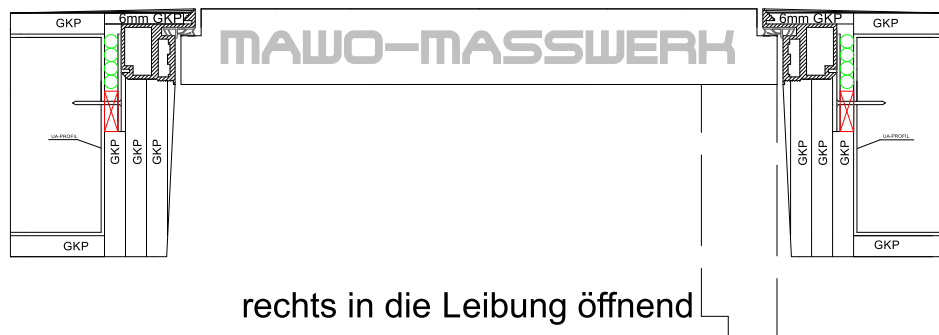 GKP
6mm GKP
6mm GKP
GKP
MAWO-MASSWERK
UA-PROFIL
UA-PROFIL
GKP
GKP
GKP
GKP
GKP
GKP
GKP
GKP
rechts in die Leibung öffnend